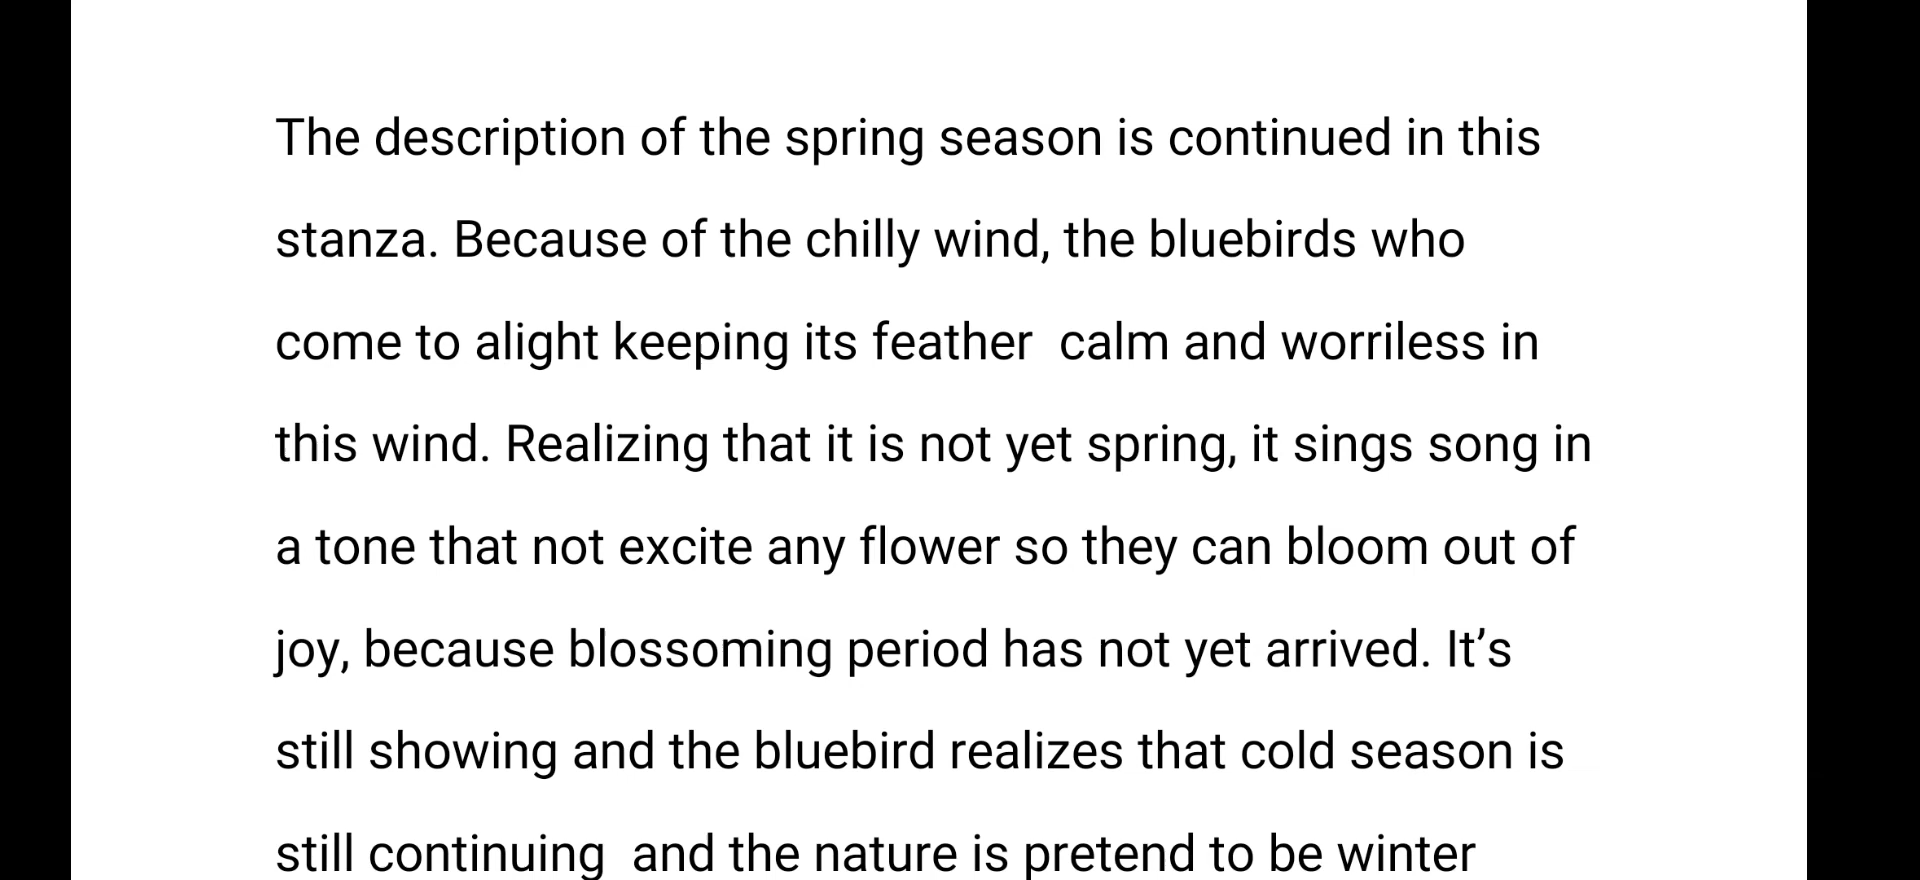 The description of the spring season is continued in this
stanza. Because of the chilly wind, the bluebirds who
come to alight keeping its feather  calm and worriless in
this wind. Realizing that it is not yet spring, it sings song in
a tone that not excite any flower so they can bloom out of
joy, because blossoming period has not yet arrived. It’s
still showing and the bluebird realizes that cold season is
still continuing  and the nature is pretend to be winter